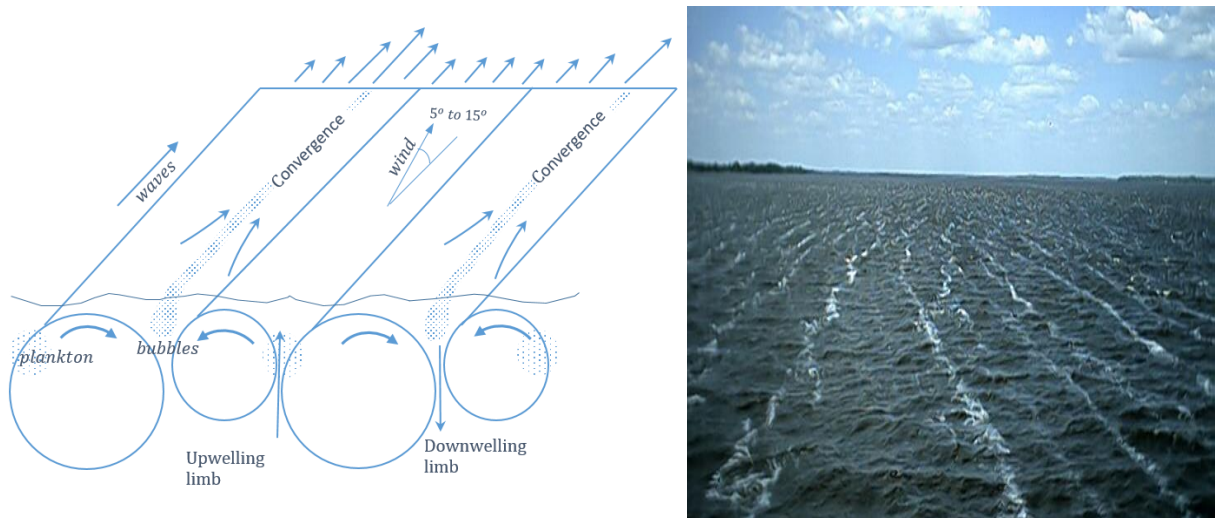 5° to 15°
wind
Convergence
Convergence
waves
plankton
bubbles
Upwelling
limb
Downwelling
limb